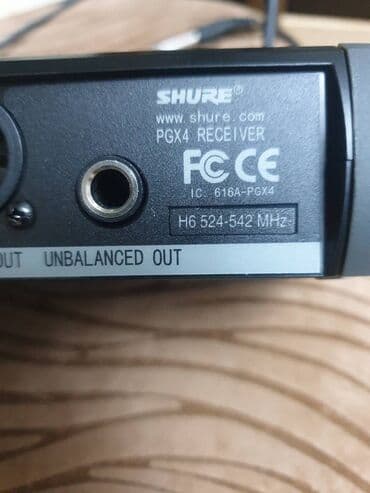 SHURE®
www.shure.com
PGX4 RECEIVER
FC CE
IC: 616A-PGX4
H6 524-542 MHz
OUT UNBALANCED OUT